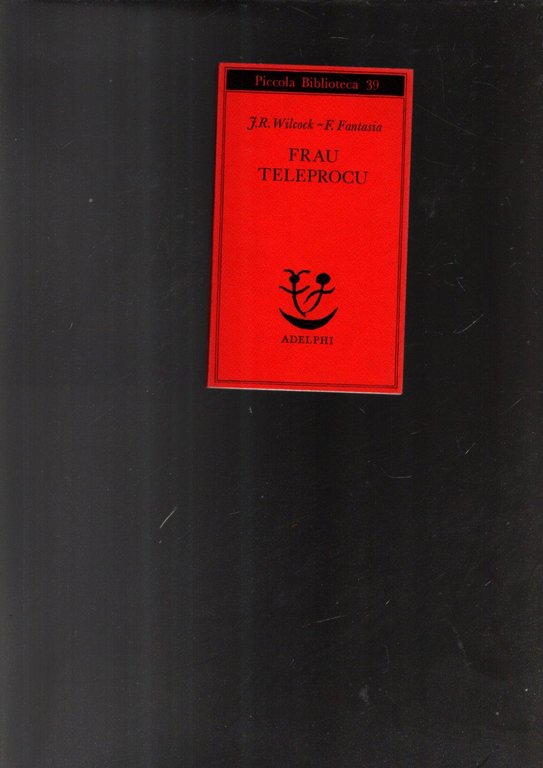 Piccola Biblioteca 39
J.R. Wilcock – F. Fantasia
FRAU
TELEPROCU
ADELPHI